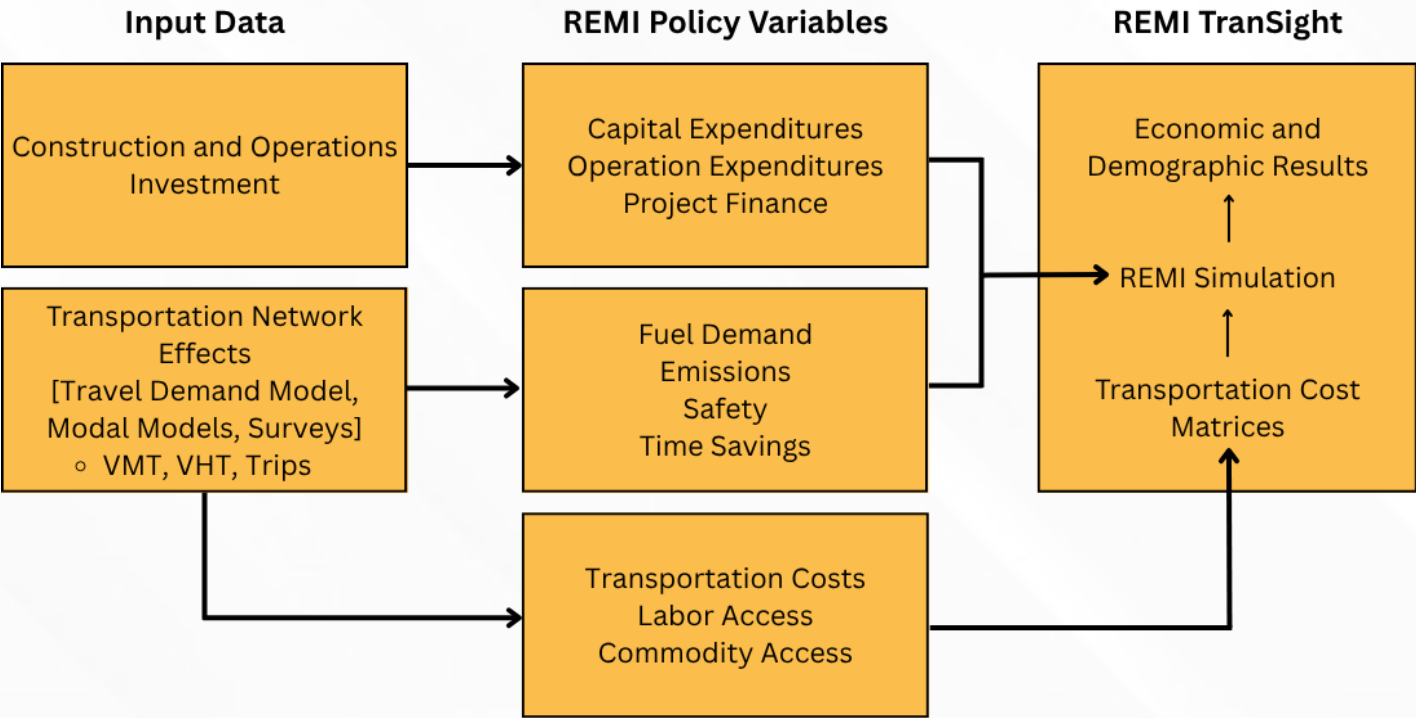 Input Data
REMI Policy Variables
REMI TranSight
Construction and Operations
Investment
Capital Expenditures
Operation Expenditures
Project Finance
Economic and
Demographic Results
REMI Simulation
Transportation Cost
Matrices
Transportation Network
Effects
[Travel Demand Model,
Modal Models, Surveys]
VMT, VHT, Trips
Fuel Demand
Emissions
Safety
Time Savings
Transportation Costs
Labor Access
Commodity Access